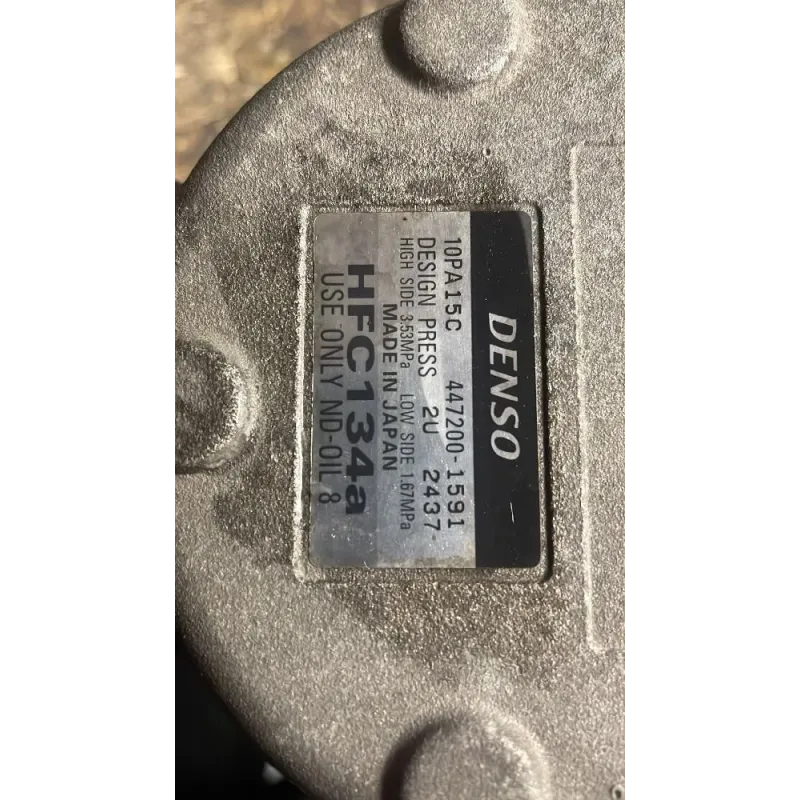 DENSO
10PA15C 447200-1591
DESIGN PRESS 2U 2437-
HIGH SIDE 3.53MPa LOW SIDE 1.67MPa
MADE IN JAPAN
HFC134a
USE ONLY ND-OIL 8